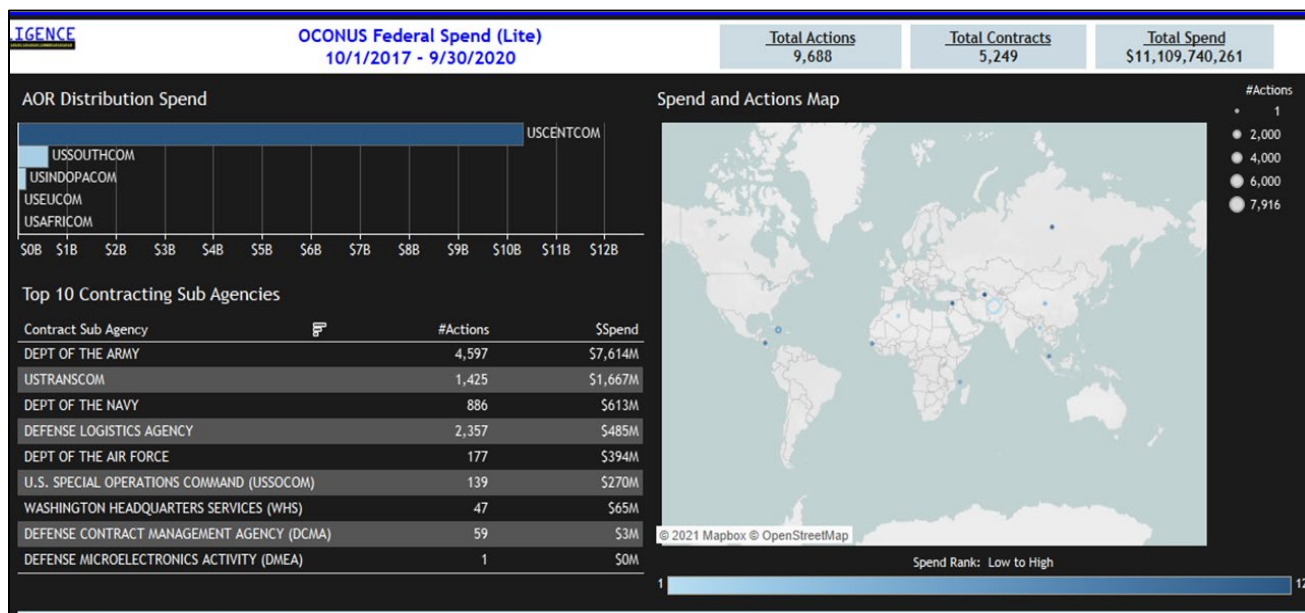 LIGENCE
OCONUS Federal Spend (Lite)
10/1/2017 - 9/30/2020
Total Actions
9,688
Total Contracts
5,249
Total Spend
$11,109,740,261
AOR Distribution Spend
USCENTCOM
USSOUTHCOM
USINDOPACOM
USEUCOM
USAFRICOM
$0B $1B $2B $3B $4B $5B $6B $7B $8B $9B $10B $11B $12B
Top 10 Contracting Sub Agencies
Contract Sub Agency #Actions $Spend
DEPT OF THE ARMY 4,597 $7,614M
USTRANSCOM 1,425 $1,667M
DEPT OF THE NAVY 886 $613M
DEFENSE LOGISTICS AGENCY 2,357 $485M
DEPT OF THE AIR FORCE 177 $394M
U.S. SPECIAL OPERATIONS COMMAND (USSOCOM) 139 $270M
WASHINGTON HEADQUARTERS SERVICES (WHS) 47 $65M
DEFENSE CONTRACT MANAGEMENT AGENCY (DCMA) 59 $3M
DEFENSE MICROELECTRONICS ACTIVITY (DMEA) 1 $0M
Spend and Actions Map
#Actions
1
2,000
4,000
6,000
7,916
© 2021 Mapbox © OpenStreetMap
Spend Rank: Low to High
1 12